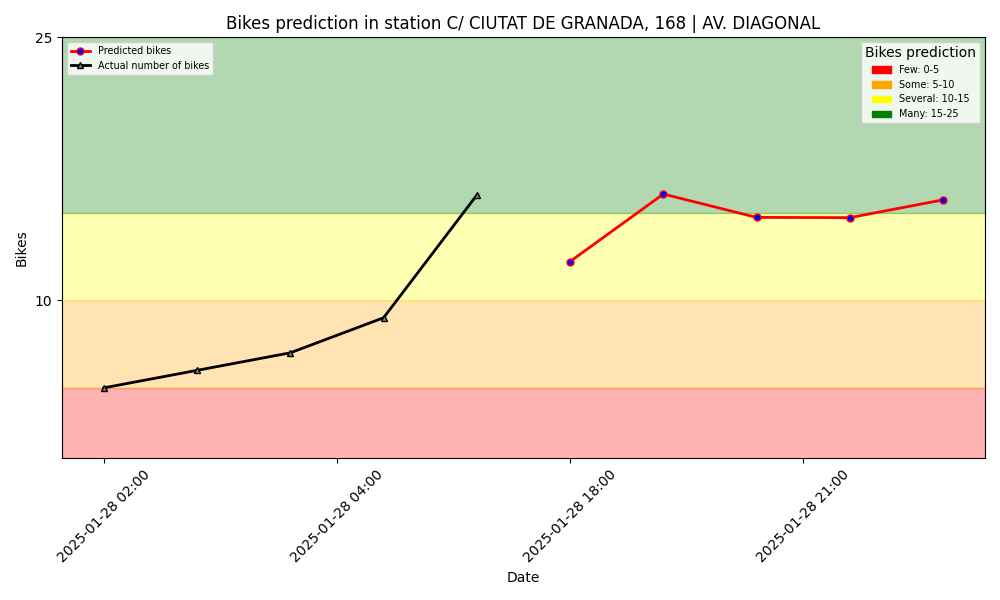 Bikes prediction in station C/ CIUTAT DE GRANADA, 168 | AV. DIAGONAL
25
10
Bikes
Predicted bikes
Actual number of bikes
Bikes prediction
Few: 0-5
Some: 5-10
Several: 10-15
Many: 15-25
2025-01-28 02:00
2025-01-28 04:00
2025-01-28 18:00
2025-01-28 21:00
Date